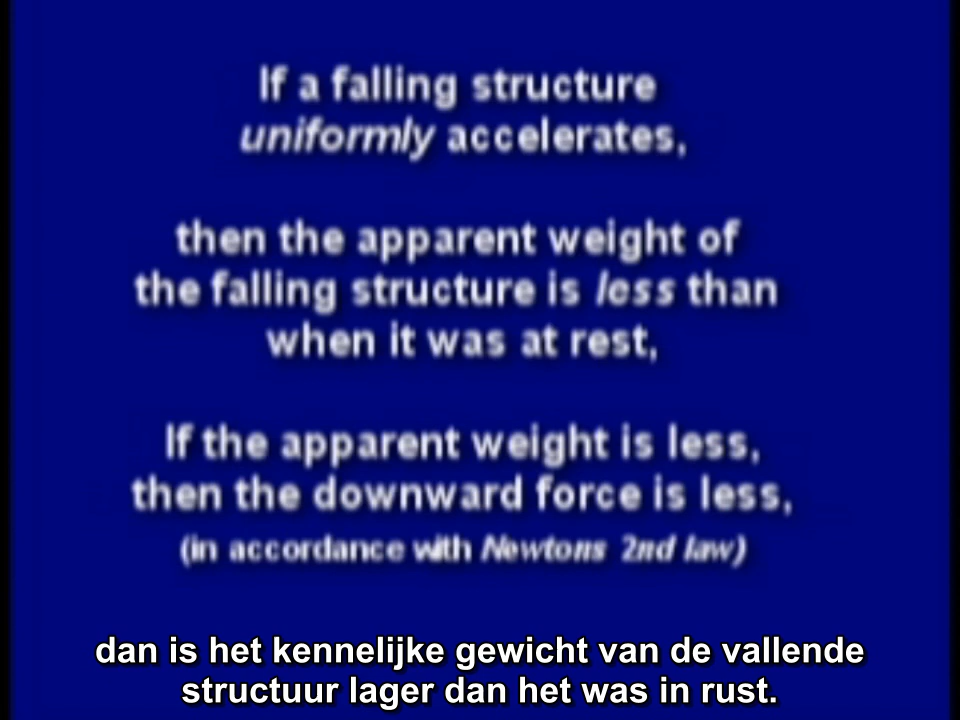 If a falling structure
uniformly accelerates,
then the apparent weight of
the falling structure is less than
when it was at rest,
If the apparent weight is less,
then the downward force is less,
(in accordance with Newtons 2nd law)
dan is het kennelijke gewicht van de vallende
structuur lager dan het was in rust.